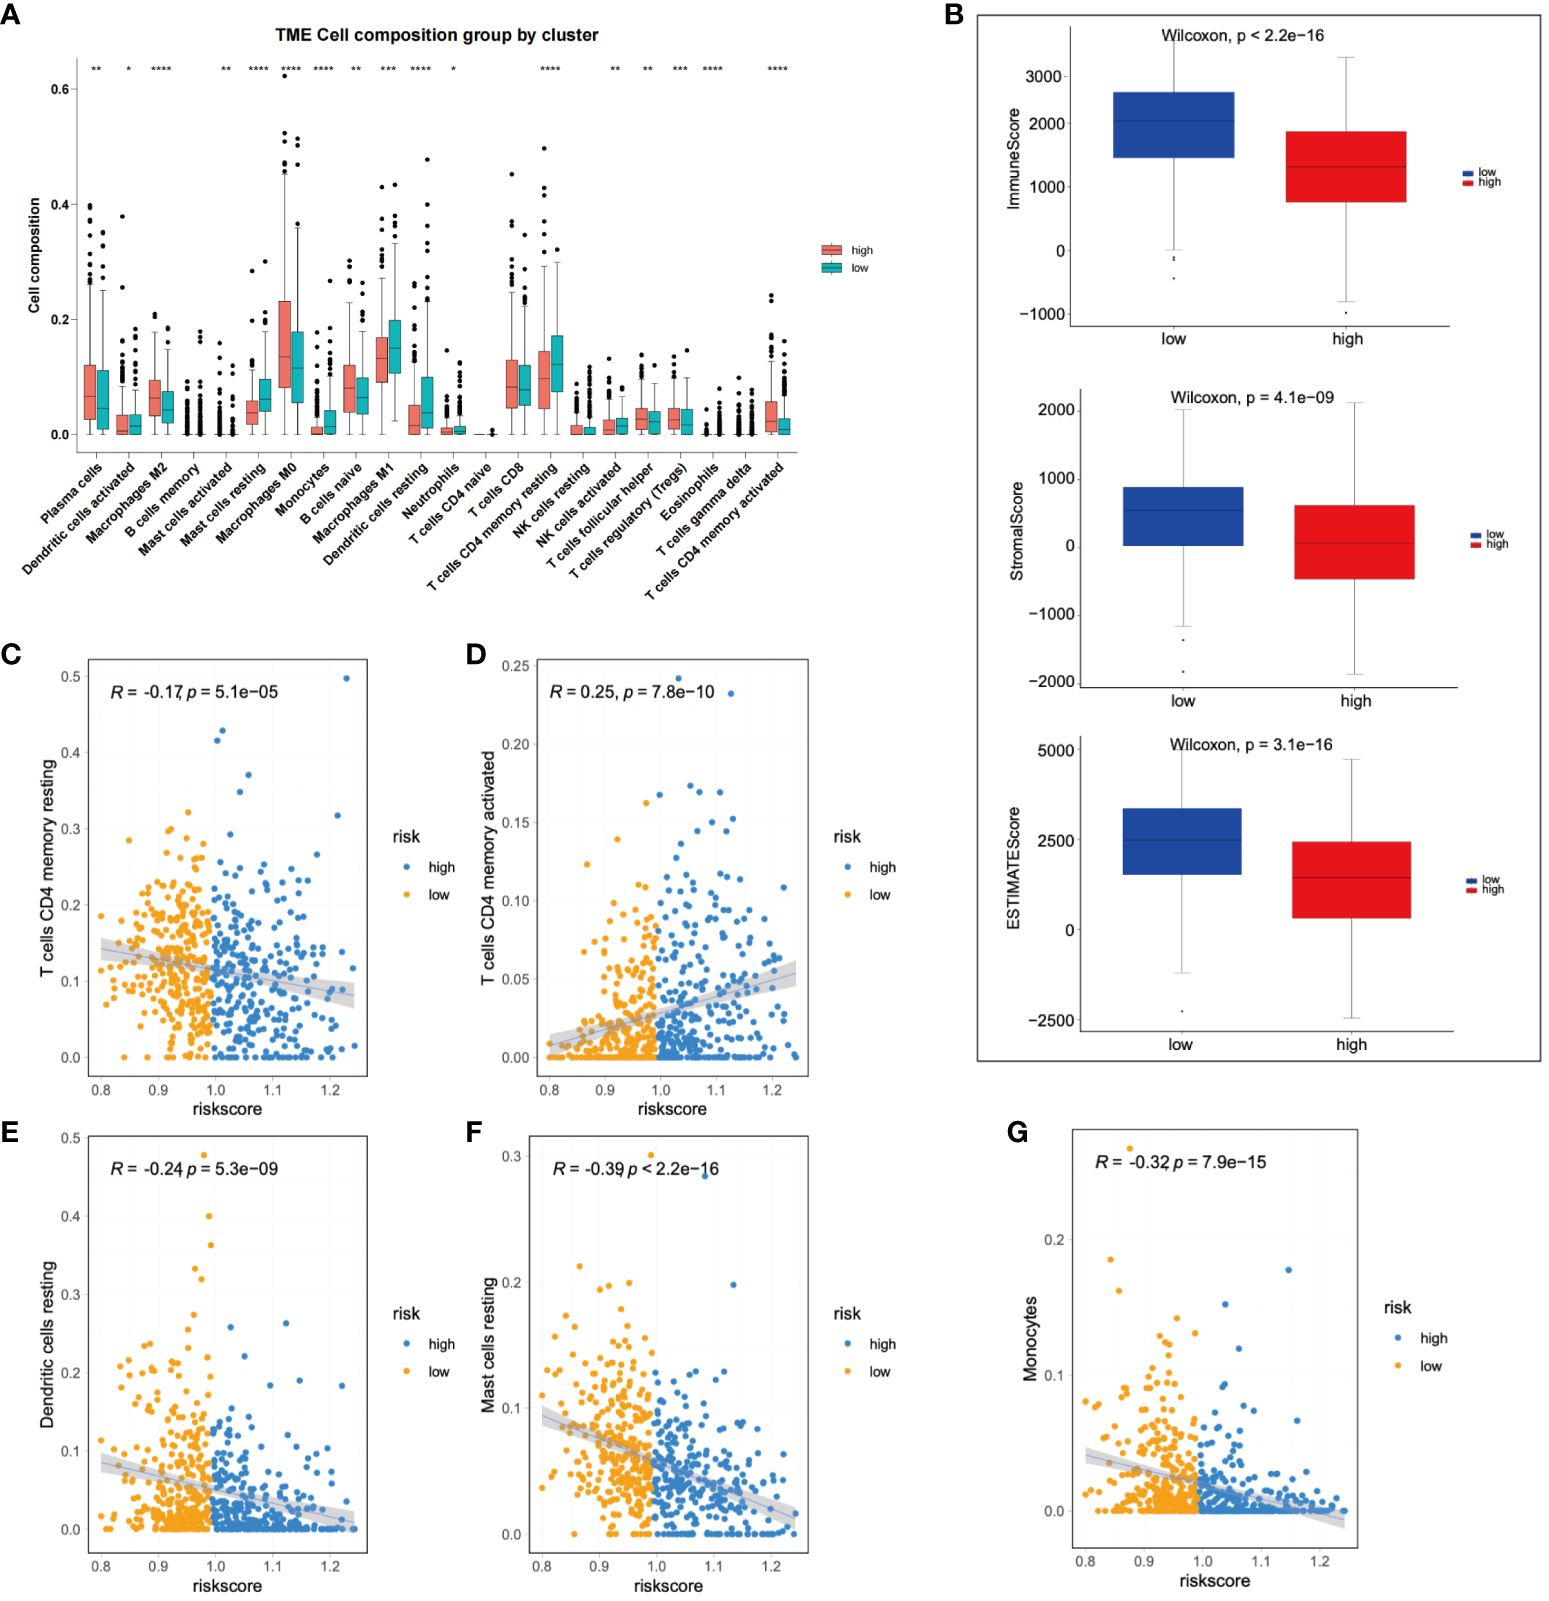 A
TME Cell composition group by cluster
** * **** ** **** **** **** ** *** **** * **** ** ** *** **** ****
Cell composition
0.6
0.4
0.2
0.0
high
low
Plasma cells
Dendritic cells activated
Macrophages M2
B cells memory
Mast cells activated
Mast cells resting
Macrophages M0
Monocytes
B cells naive
Macrophages M1
Dendritic cells resting
Neutrophils
T cells CD4 naive
T cells CD8
T cells CD4 memory resting
NK cells resting
NK cells activated
T cells follicular helper
T cells regulatory (Tregs)
Eosinophils
T cells gamma delta
T cells CD4 memory activated
B
Wilcoxon, p < 2.2e−16
ImmuneScore
3000
2000
1000
0
−1000
low high
low
high
Wilcoxon, p = 4.1e−09
StromalScore
2000
1000
0
−1000
−2000
low high
low
high
Wilcoxon, p = 3.1e−16
ESTIMATEScore
5000
2500
0
−2500
low high
low
high
C
R = -0.17, p = 5.1e−05
T cells CD4 memory resting
0.5
0.4
0.3
0.2
0.1
0.0
0.8 0.9 1.0 1.1 1.2
riskscore
risk
high
low
D
R = 0.25, p = 7.8e−10
T cells CD4 memory activated
0.25
0.20
0.15
0.10
0.05
0.00
0.8 0.9 1.0 1.1 1.2
riskscore
risk
high
low
E
R = -0.24, p = 5.3e−09
Dendritic cells resting
0.5
0.4
0.3
0.2
0.1
0.0
0.8 0.9 1.0 1.1 1.2
riskscore
risk
high
low
F
R = -0.39, p < 2.2e−16
Mast cells resting
0.3
0.2
0.1
0.0
0.8 0.9 1.0 1.1 1.2
riskscore
risk
high
low
G
R = -0.32, p = 7.9e−15
Monocytes
0.2
0.1
0.0
0.8 0.9 1.0 1.1 1.2
riskscore
risk
high
low